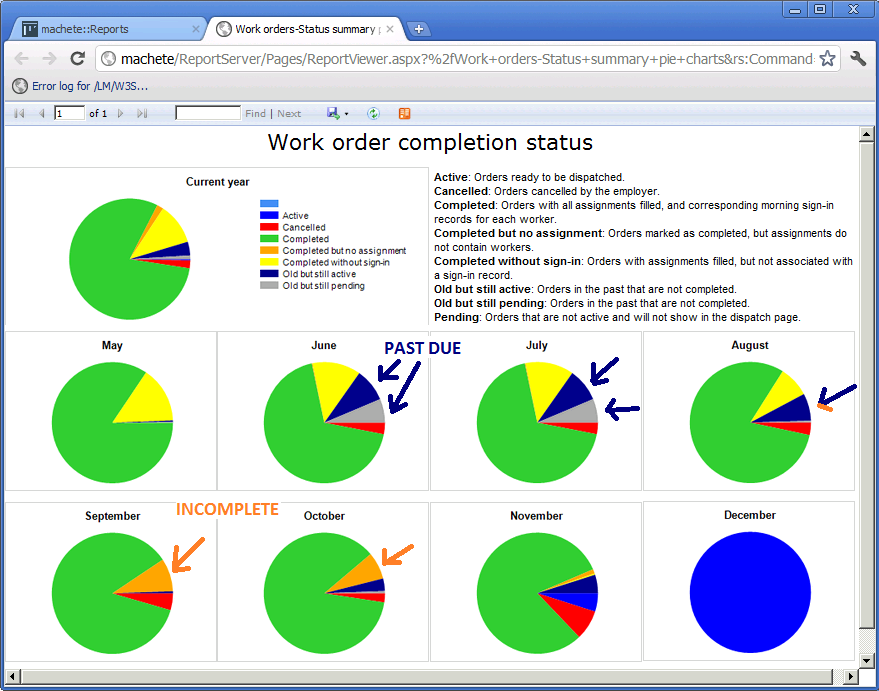 machete::Reports
Work orders-Status summary p
machete/ReportServer/Pages/ReportViewer.aspx?%2fWork+orders-Status+summary+pie+charts&rs:Command
Error log for /LM/W3S...
1 of 1 Find | Next
Work order completion status
Current year
Active
Cancelled
Completed
Completed but no assignment
Completed without sign-in
Old but still active
Old but still pending
Active: Orders ready to be dispatched.
Cancelled: Orders cancelled by the employer.
Completed: Orders with all assignments filled, and corresponding morning sign-in
records for each worker.
Completed but no assignment: Orders marked as completed, but assignments do
not contain workers.
Completed without sign-in: Orders with assignments filled, but not associated with
a sign-in record.
Old but still active: Orders in the past that are not completed.
Old but still pending: Orders in the past that are not completed.
Pending: Orders that are not active and will not show in the dispatch page.
May
June
PAST DUE
July
August
September
INCOMPLETE
October
November
December